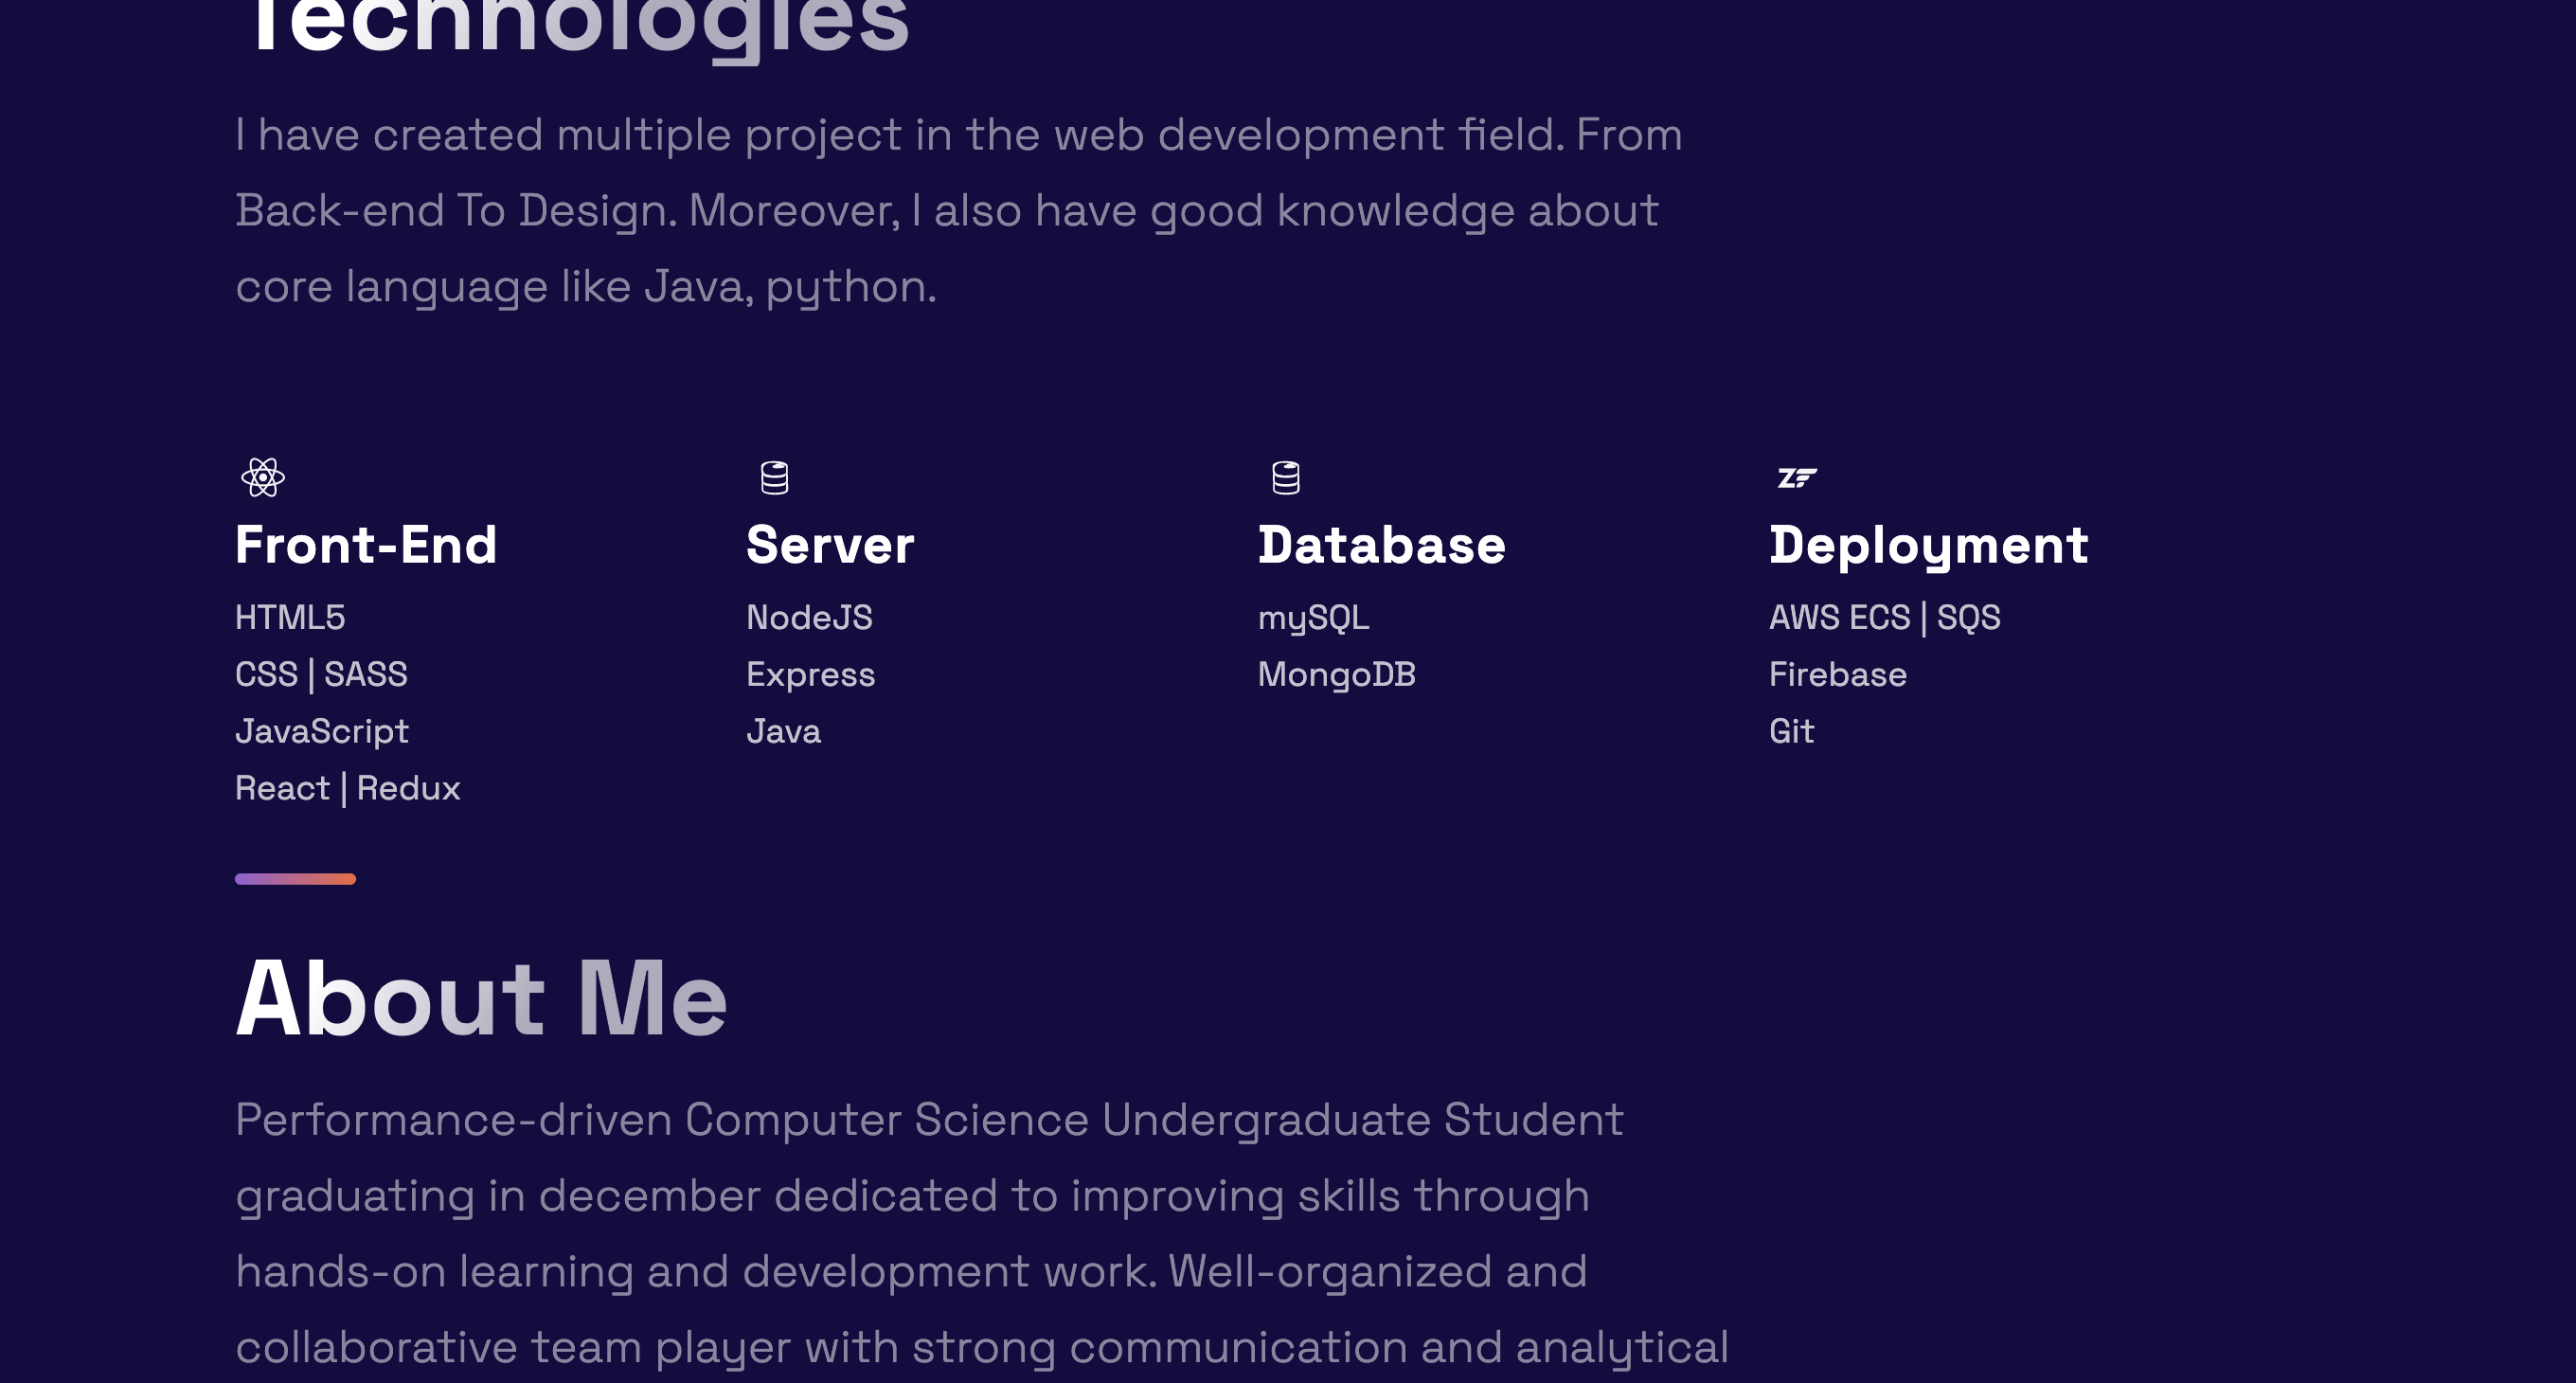 Technologies
I have created multiple project in the web development field. From
Back-end To Design. Moreover, I also have good knowledge about
core language like Java, python.
ZF
Front-End
HTML5
CSS | SASS
JavaScript
React | Redux
Server
NodeJS
Express
Java
Database
mySQL
MongoDB
Deployment
AWS ECS | SQS
Firebase
Git
About Me
Performance-driven Computer Science Undergraduate Student
graduating in december dedicated to improving skills through
hands-on learning and development work. Well-organized and
collaborative team player with strong communication and analytical